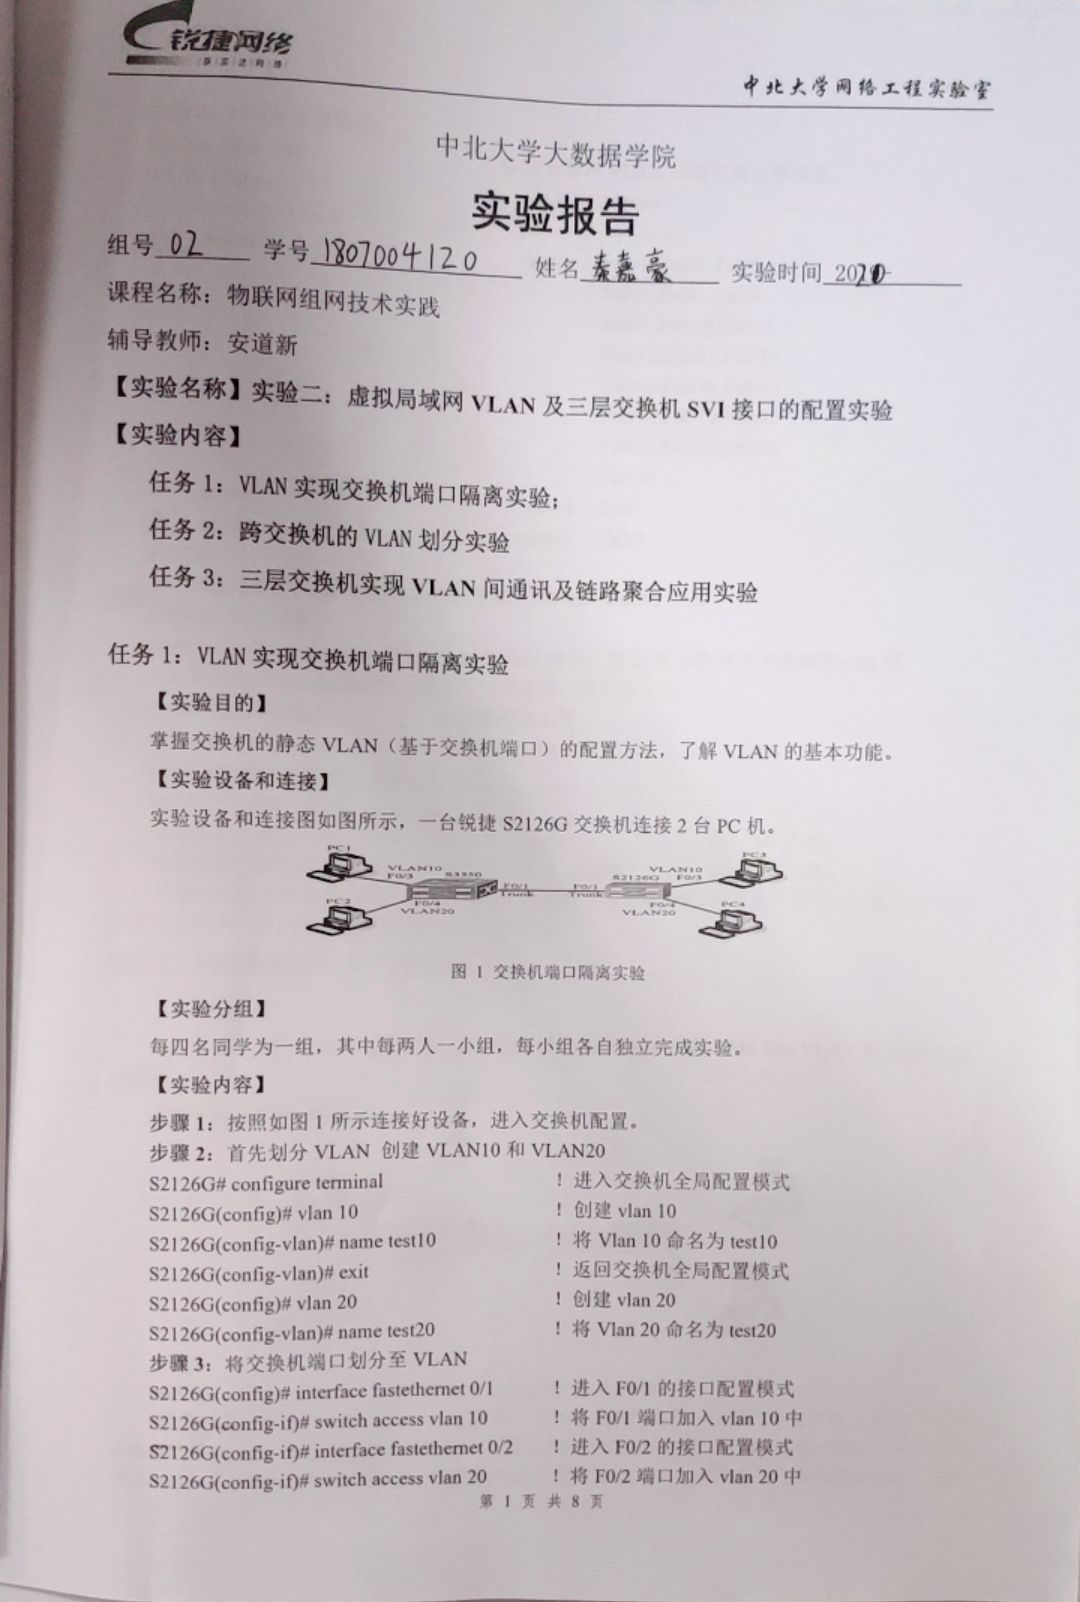 锐捷网络
中北大学网络工程实验室
中北大学大数据学院
实验报告
组号 02 学号 1807004120 姓名 秦嘉豪 实验时间 2020
课程名称：物联网组网技术实践
辅导教师：安道新
【实验名称】实验二：虚拟局域网 VLAN 及三层交换机 SVI 接口的配置实验
【实验内容】
任务 1：VLAN 实现交换机端口隔离实验;
任务 2：跨交换机的 VLAN 划分实验
任务 3：三层交换机实现 VLAN 间通讯及链路聚合应用实验
任务 1：VLAN 实现交换机端口隔离实验
【实验目的】
掌握交换机的静态 VLAN（基于交换机端口）的配置方法，了解 VLAN 的基本功能。
【实验设备和连接】
实验设备和连接图如图所示，一台锐捷 S2126G 交换机连接 2 台 PC 机。
PC1 PC3
VLAN10 VLAN10
F0/3 S3550 S2126G F0/3
F0/1 F0/1
Trunk Trunk
PC2 F0/4 F0/4 PC4
VLAN20 VLAN20
图 1 交换机端口隔离实验
【实验分组】
每四名同学为一组，其中每两人一小组，每小组各自独立完成实验。
【实验内容】
步骤 1：按照如图 1 所示连接好设备，进入交换机配置。
步骤 2：首先划分 VLAN 创建 VLAN10 和 VLAN20
S2126G# configure terminal ！进入交换机全局配置模式
S2126G(config)# vlan 10 ！创建 vlan 10
S2126G(config-vlan)# name test10 ！将 Vlan 10 命名为 test10
S2126G(config-vlan)# exit ！返回交换机全局配置模式
S2126G(config)# vlan 20 ！创建 vlan 20
S2126G(config-vlan)# name test20 ！将 Vlan 20 命名为 test20
步骤 3：将交换机端口划分至 VLAN
S2126G(config)# interface fastethernet 0/1 ！进入 F0/1 的接口配置模式
S2126G(config-if)# switch access vlan 10 ！将 F0/1 端口加入 vlan 10 中
S2126G(config-if)# interface fastethernet 0/2 ！进入 F0/2 的接口配置模式
S2126G(config-if)# switch access vlan 20 ！将 F0/2 端口加入 vlan 20 中
第 1 页 共 8 页